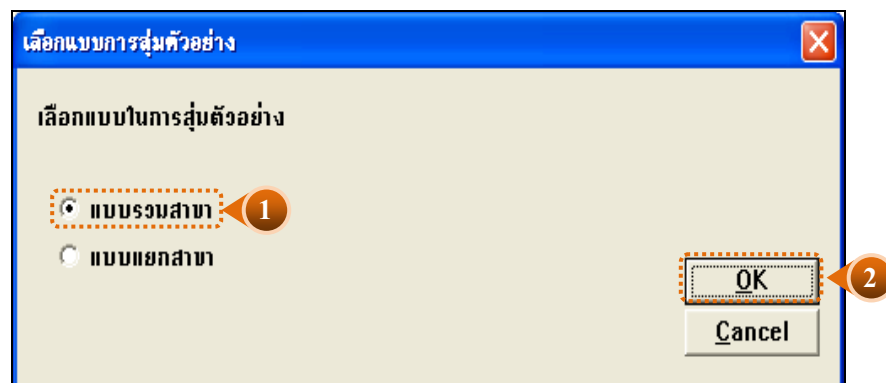 เลือกแบบการสุ่มตัวอย่าง
เลือกแบบในการสุ่มตัวอย่าง
แบบรวมสาขา 1
แบบแยกสาขา
OK 2
Cancel